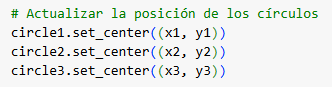 # Actualizar la posición de los círculos
circle1.set_center((x1, y1))
circle2.set_center((x2, y2))
circle3.set_center((x3, y3))